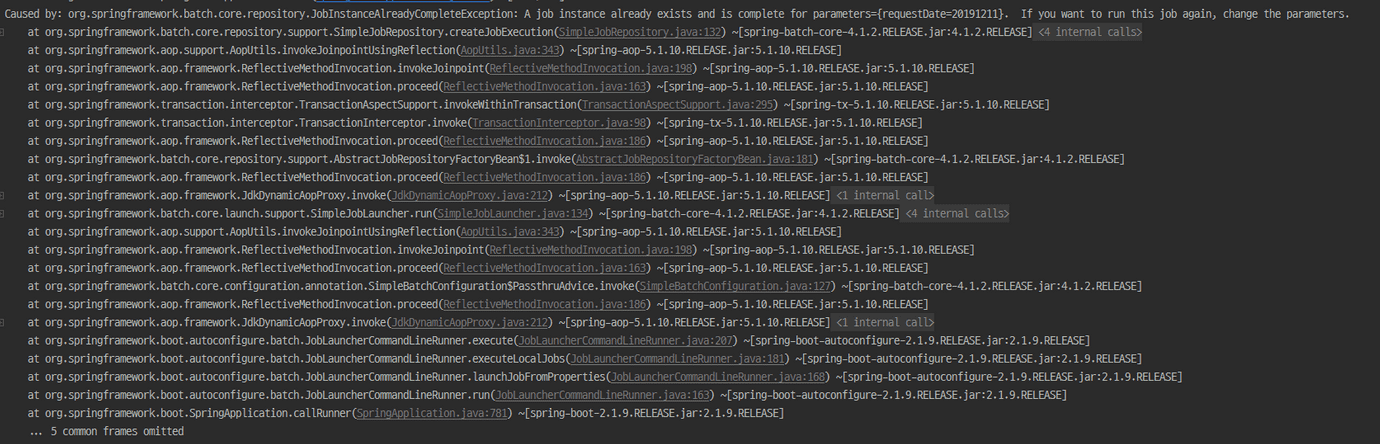 Caused by: org.springframework.batch.core.repository.JobInstanceAlreadyCompleteException: A job instance already exists and is complete for parameters={requestDate=20191211}.  If you want to run this job again, change the parameters.
at org.springframework.batch.core.repository.support.SimpleJobRepository.createJobExecution(SimpleJobRepository.java:132) ~[spring-batch-core-4.1.2.RELEASE.jar:4.1.2.RELEASE] <4 internal calls>
at org.springframework.aop.support.AopUtils.invokeJoinpointUsingReflection(AopUtils.java:343) ~[spring-aop-5.1.10.RELEASE.jar:5.1.10.RELEASE]
at org.springframework.aop.framework.ReflectiveMethodInvocation.invokeJoinpoint(ReflectiveMethodInvocation.java:198) ~[spring-aop-5.1.10.RELEASE.jar:5.1.10.RELEASE]
at org.springframework.aop.framework.ReflectiveMethodInvocation.proceed(ReflectiveMethodInvocation.java:163) ~[spring-aop-5.1.10.RELEASE.jar:5.1.10.RELEASE]
at org.springframework.transaction.interceptor.TransactionAspectSupport.invokeWithinTransaction(TransactionAspectSupport.java:295) ~[spring-tx-5.1.10.RELEASE.jar:5.1.10.RELEASE]
at org.springframework.transaction.interceptor.TransactionInterceptor.invoke(TransactionInterceptor.java:98) ~[spring-tx-5.1.10.RELEASE.jar:5.1.10.RELEASE]
at org.springframework.aop.framework.ReflectiveMethodInvocation.proceed(ReflectiveMethodInvocation.java:186) ~[spring-aop-5.1.10.RELEASE.jar:5.1.10.RELEASE]
at org.springframework.batch.core.repository.support.AbstractJobRepositoryFactoryBean$1.invoke(AbstractJobRepositoryFactoryBean.java:181) ~[spring-batch-core-4.1.2.RELEASE.jar:4.1.2.RELEASE]
at org.springframework.aop.framework.ReflectiveMethodInvocation.proceed(ReflectiveMethodInvocation.java:186) ~[spring-aop-5.1.10.RELEASE.jar:5.1.10.RELEASE]
at org.springframework.aop.framework.JdkDynamicAopProxy.invoke(JdkDynamicAopProxy.java:212) ~[spring-aop-5.1.10.RELEASE.jar:5.1.10.RELEASE] <1 internal call>
at org.springframework.batch.core.launch.support.SimpleJobLauncher.run(SimpleJobLauncher.java:134) ~[spring-batch-core-4.1.2.RELEASE.jar:4.1.2.RELEASE] <4 internal calls>
at org.springframework.aop.support.AopUtils.invokeJoinpointUsingReflection(AopUtils.java:343) ~[spring-aop-5.1.10.RELEASE.jar:5.1.10.RELEASE]
at org.springframework.aop.framework.ReflectiveMethodInvocation.invokeJoinpoint(ReflectiveMethodInvocation.java:198) ~[spring-aop-5.1.10.RELEASE.jar:5.1.10.RELEASE]
at org.springframework.aop.framework.ReflectiveMethodInvocation.proceed(ReflectiveMethodInvocation.java:163) ~[spring-aop-5.1.10.RELEASE.jar:5.1.10.RELEASE]
at org.springframework.batch.core.configuration.annotation.SimpleBatchConfiguration$PassthruAdvice.invoke(SimpleBatchConfiguration.java:127) ~[spring-batch-core-4.1.2.RELEASE.jar:4.1.2.RELEASE]
at org.springframework.aop.framework.ReflectiveMethodInvocation.proceed(ReflectiveMethodInvocation.java:186) ~[spring-aop-5.1.10.RELEASE.jar:5.1.10.RELEASE]
at org.springframework.aop.framework.JdkDynamicAopProxy.invoke(JdkDynamicAopProxy.java:212) ~[spring-aop-5.1.10.RELEASE.jar:5.1.10.RELEASE] <1 internal call>
at org.springframework.boot.autoconfigure.batch.JobLauncherCommandLineRunner.execute(JobLauncherCommandLineRunner.java:207) ~[spring-boot-autoconfigure-2.1.9.RELEASE.jar:2.1.9.RELEASE]
at org.springframework.boot.autoconfigure.batch.JobLauncherCommandLineRunner.executeLocalJobs(JobLauncherCommandLineRunner.java:181) ~[spring-boot-autoconfigure-2.1.9.RELEASE.jar:2.1.9.RELEASE]
at org.springframework.boot.autoconfigure.batch.JobLauncherCommandLineRunner.launchJobFromProperties(JobLauncherCommandLineRunner.java:168) ~[spring-boot-autoconfigure-2.1.9.RELEASE.jar:2.1.9.RELEASE]
at org.springframework.boot.autoconfigure.batch.JobLauncherCommandLineRunner.run(JobLauncherCommandLineRunner.java:163) ~[spring-boot-autoconfigure-2.1.9.RELEASE.jar:2.1.9.RELEASE]
at org.springframework.boot.SpringApplication.callRunner(SpringApplication.java:781) ~[spring-boot-2.1.9.RELEASE.jar:2.1.9.RELEASE]
... 5 common frames omitted